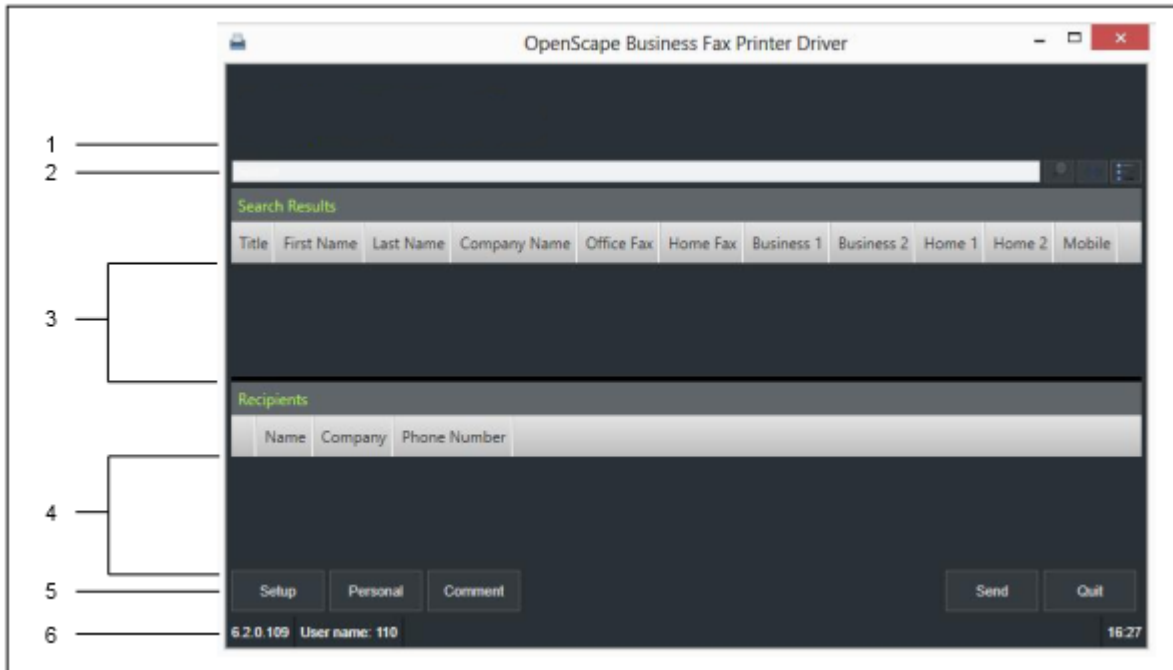 OpenScape Business Fax Printer Driver
1
2
Search Results
Title First Name Last Name Company Name Office Fax Home Fax Business 1 Business 2 Home 1 Home 2 Mobile
3
Recipients
Name Company Phone Number
4
5 Setup Personal Comment Send Quit
6 6.2.0.109 User name: 110 16:27